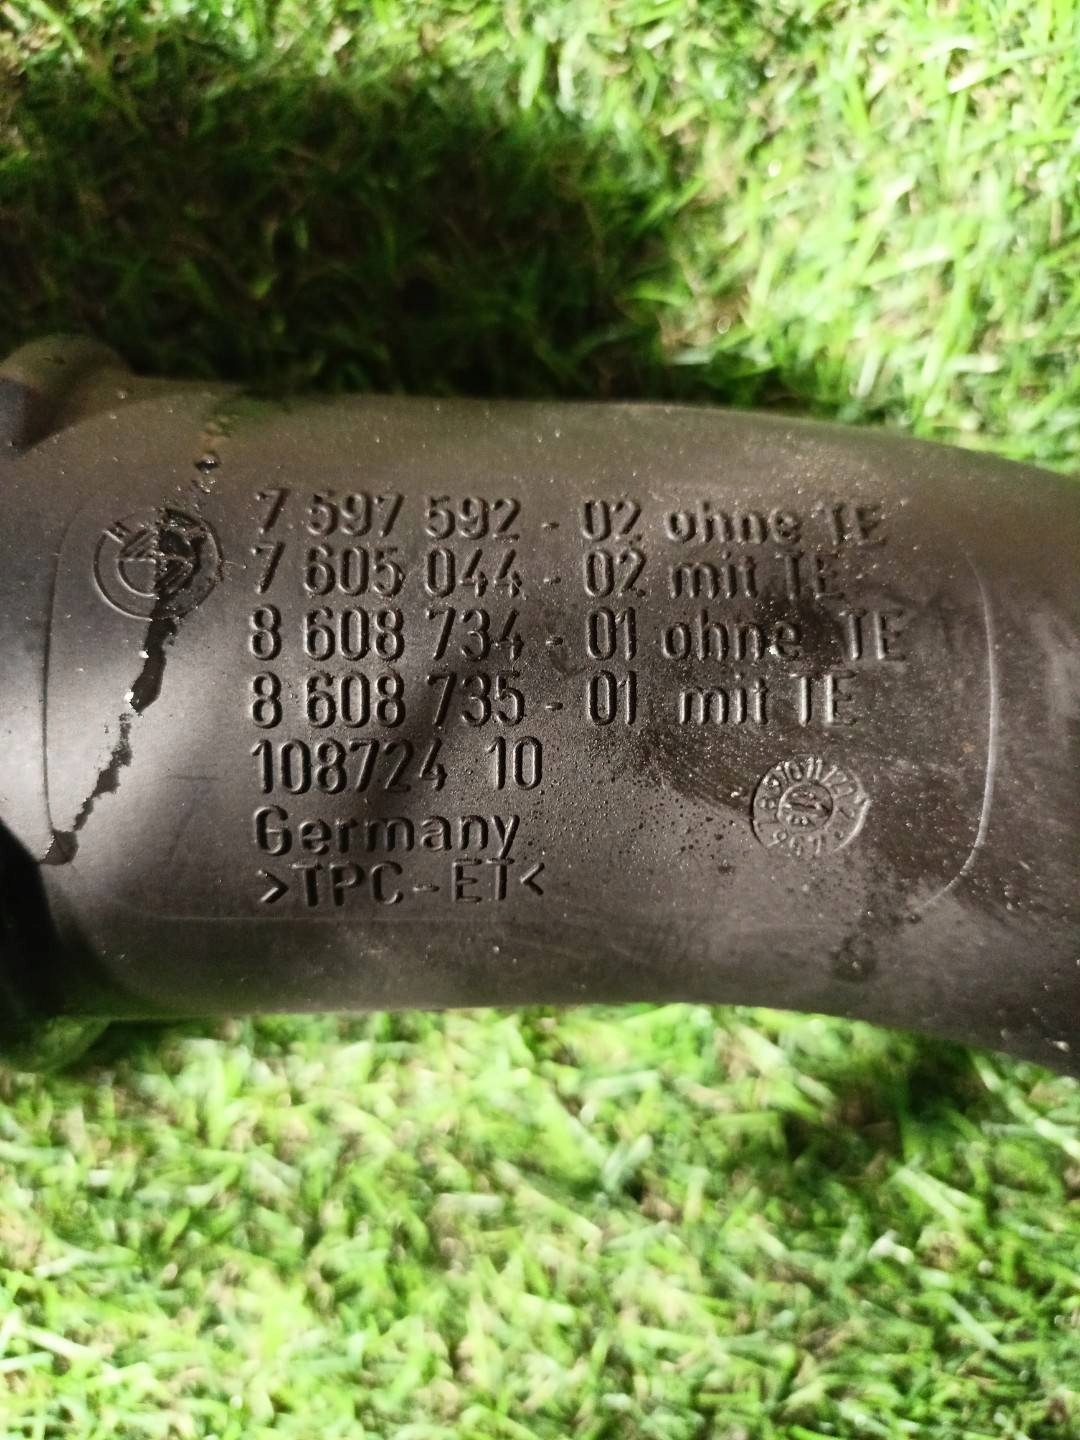 7 597 592 - 02 ohne TE
7 605 044 - 02 mit TE
8 608 734 - 01 ohne TE
8 608 735 - 01 mit TE
108724 10
Germany
>TPC-ET<